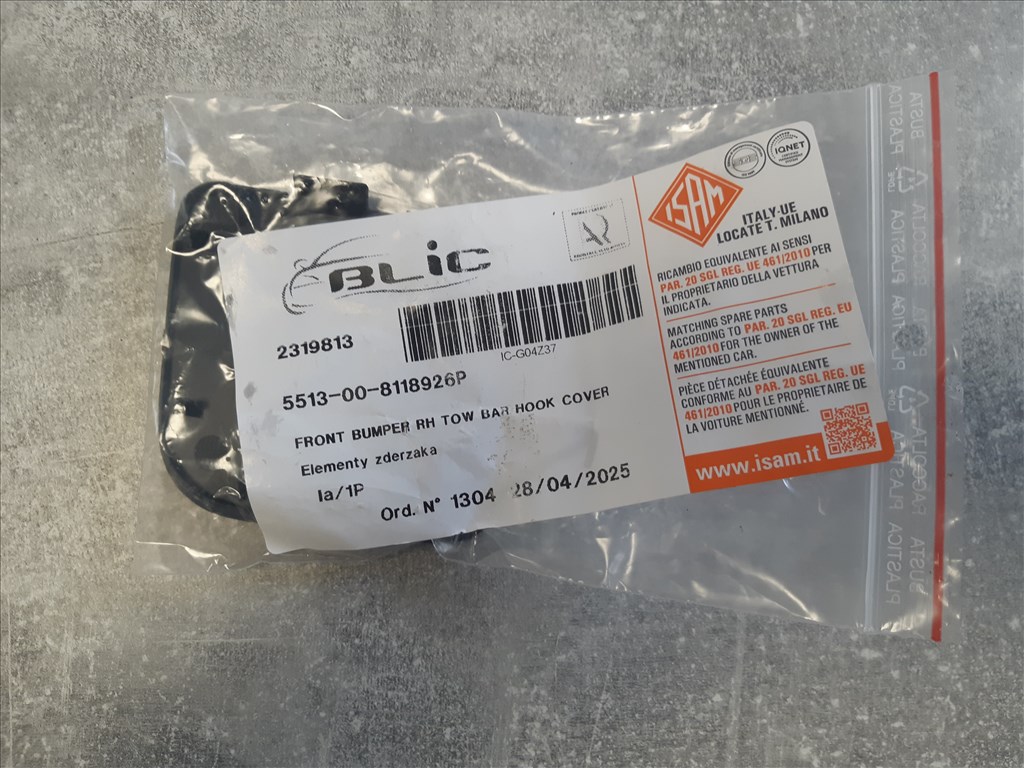 BLIC
2319813
IC-G04Z37
5513-00-8118926P
FRONT BUMPER RH TOW BAR HOOK COVER
Elementy zderzaka
Ia/1P
Ord. N° 1304 28/04/2025
IQNET
ISAM
ITALY-UE
LOCATE T. MILANO
RICAMBIO EQUIVALENTE AI SENSI
PAR. 20 SGL REG. UE 461/2010 PER
IL PROPRIETARIO DELLA VETTURA
INDICATA.
MATCHING SPARE PARTS
ACCORDING TO PAR. 20 SGL REG. EU
461/2010 FOR THE OWNER OF THE
MENTIONED CAR.
PIÈCE DÉTACHÉE ÉQUIVALENTE
CONFORME AU PAR. 20 SGL REG. UE
461/2010 POUR LE PROPRIETAIRE DE
LA VOITURE MENTIONNÉ.
www.isam.it